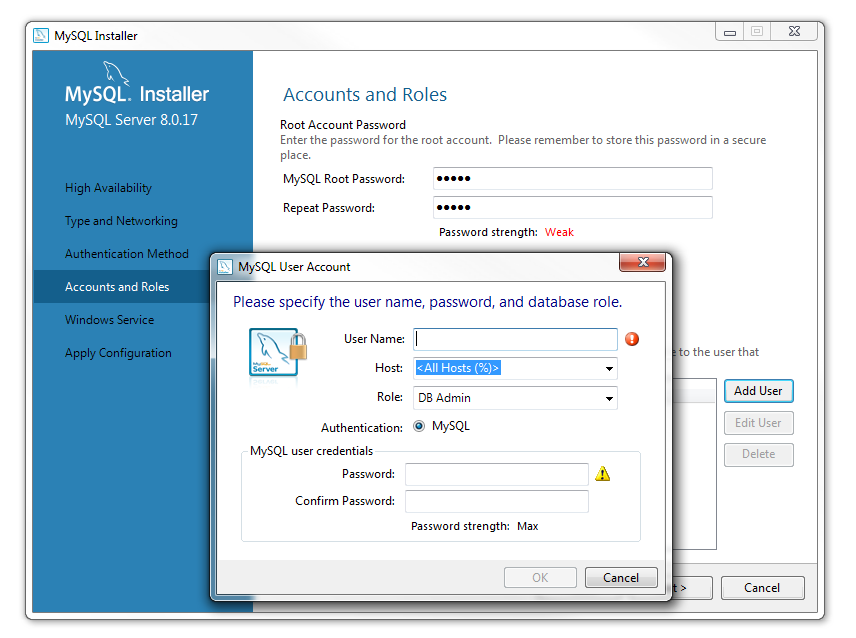 MySQL Installer
MySQL. Installer
MySQL Server 8.0.17
High Availability
Type and Networking
Authentication Method
Accounts and Roles
Windows Service
Apply Configuration
Accounts and Roles
Root Account Password
Enter the password for the root account. Please remember to store this password in a secure
place.
MySQL Root Password: •••••
Repeat Password: •••••
Password strength: Weak
e to the user that
Add User
Edit User
Delete
t >
Cancel
MySQL User Account
Please specify the user name, password, and database role.
MySQL
Server
User Name:
Host: <All Hosts (%)>
Role: DB Admin
Authentication: MySQL
MySQL user credentials
Password:
Confirm Password:
Password strength: Max
OK
Cancel